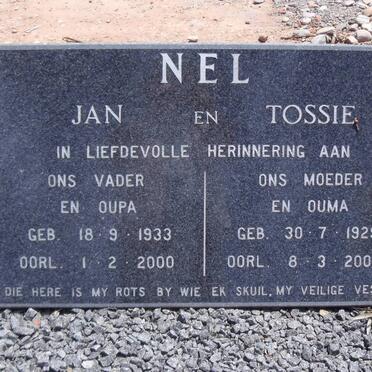 NEL
JAN EN TOSSIE
IN LIEFDEVOLLE HERINNERING AAN
ONS VADER ONS MOEDER
EN OUPA EN OUMA
GEB. 18·9·1933 GEB. 30·7·192
OORL. 1·2·2000 OORL. 8·3·200
DIE HERE IS MY ROTS BY WIE EK SKUIL, MY VEILIGE